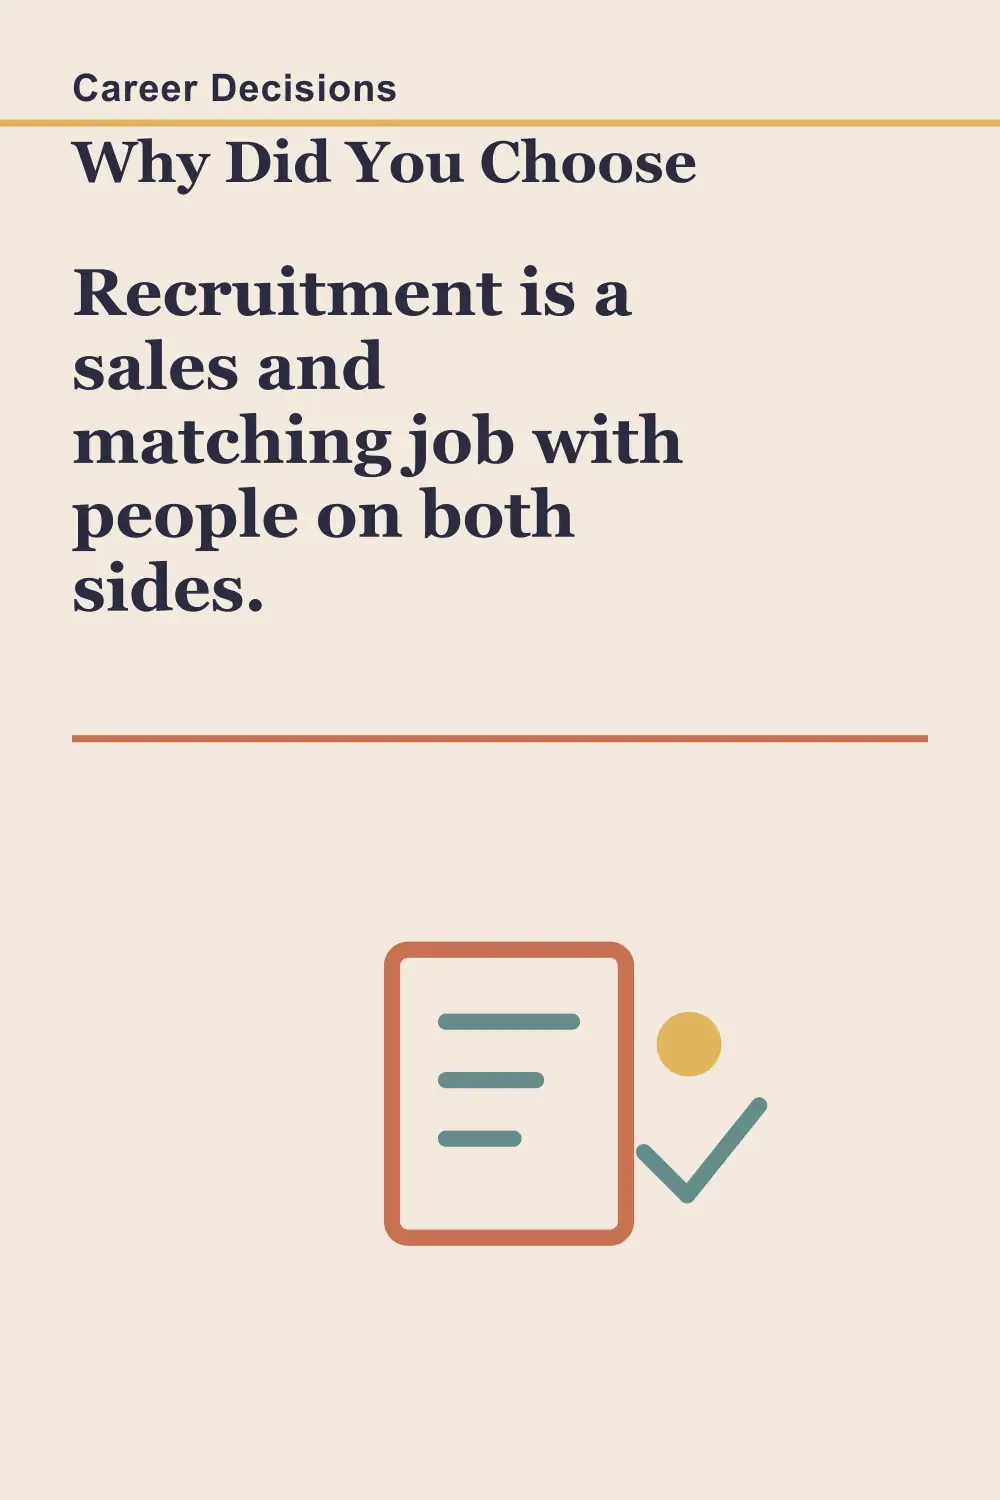 Career Decisions
Why Did You Choose
Recruitment is a
sales and
matching job with
people on both
sides.